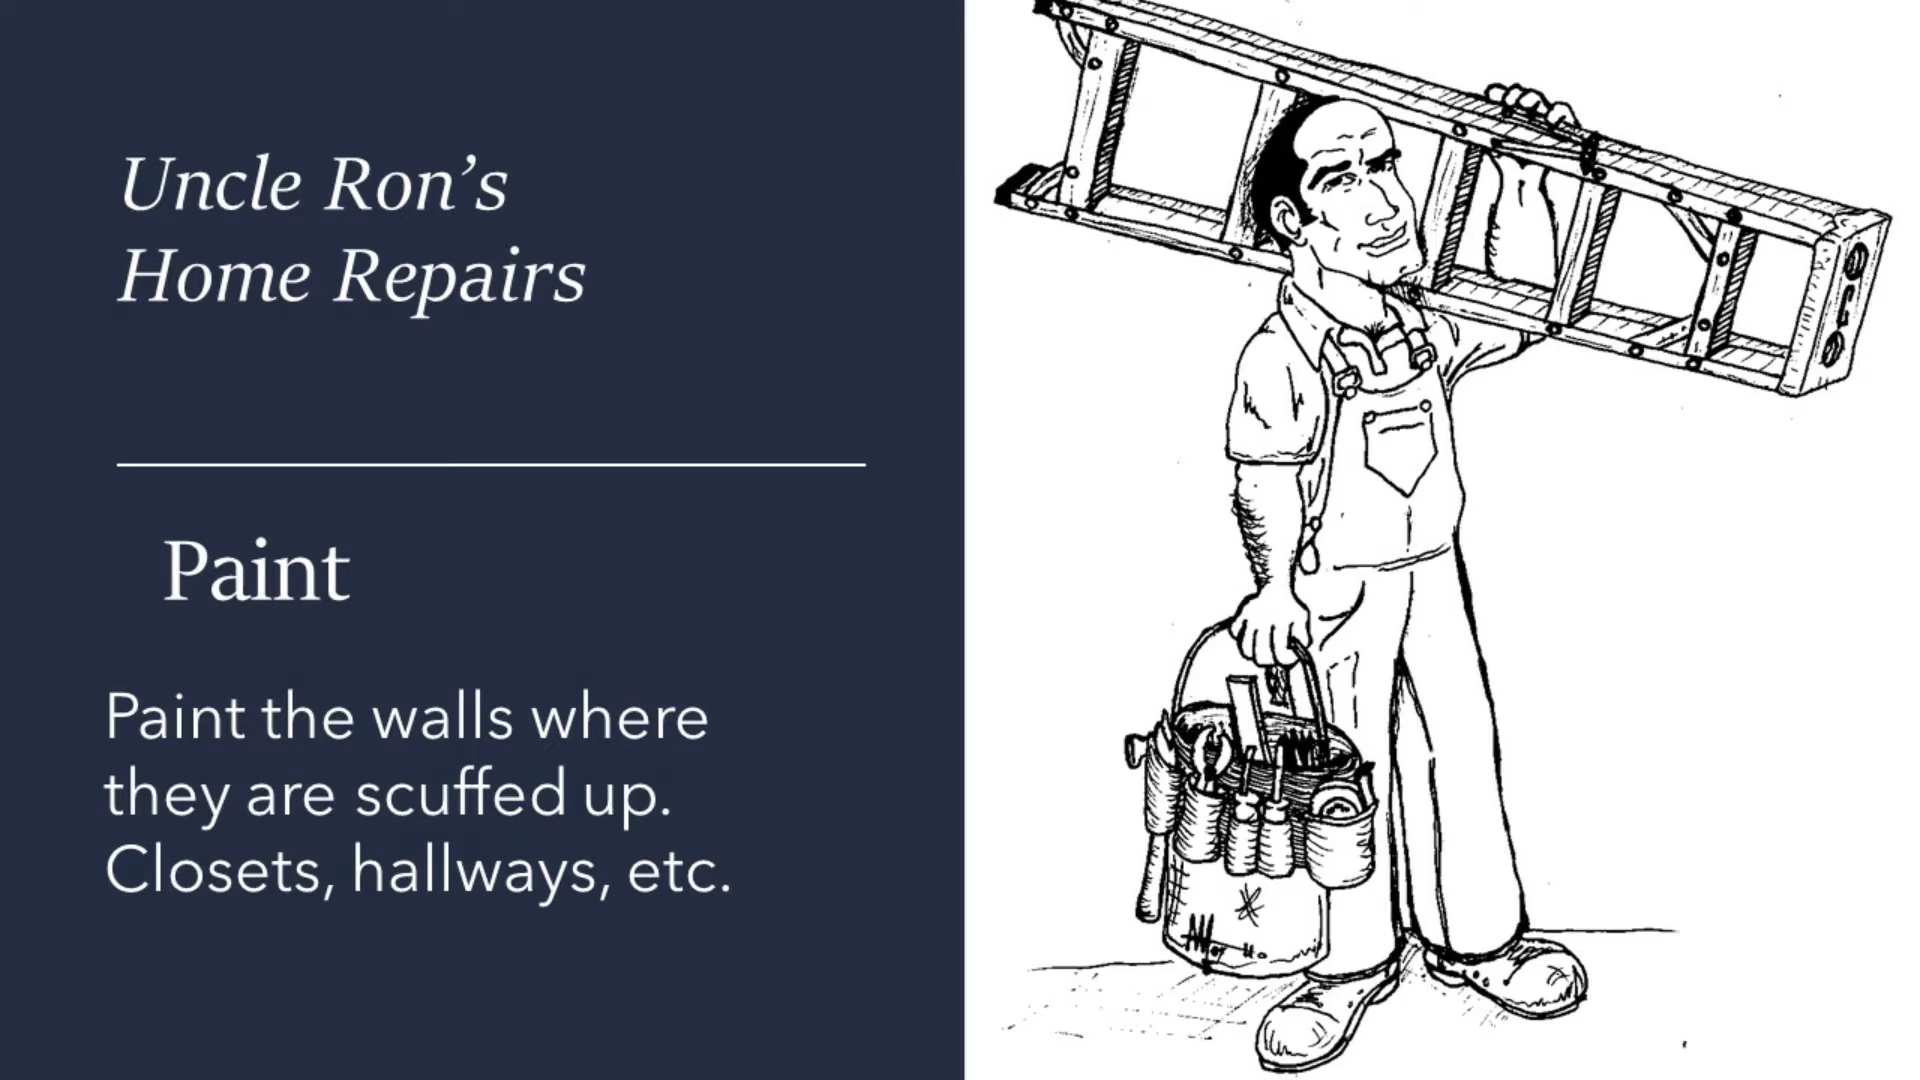 Uncle Ron’s
Home Repairs
Paint
Paint the walls where
they are scuffed up.
Closets, hallways, etc.